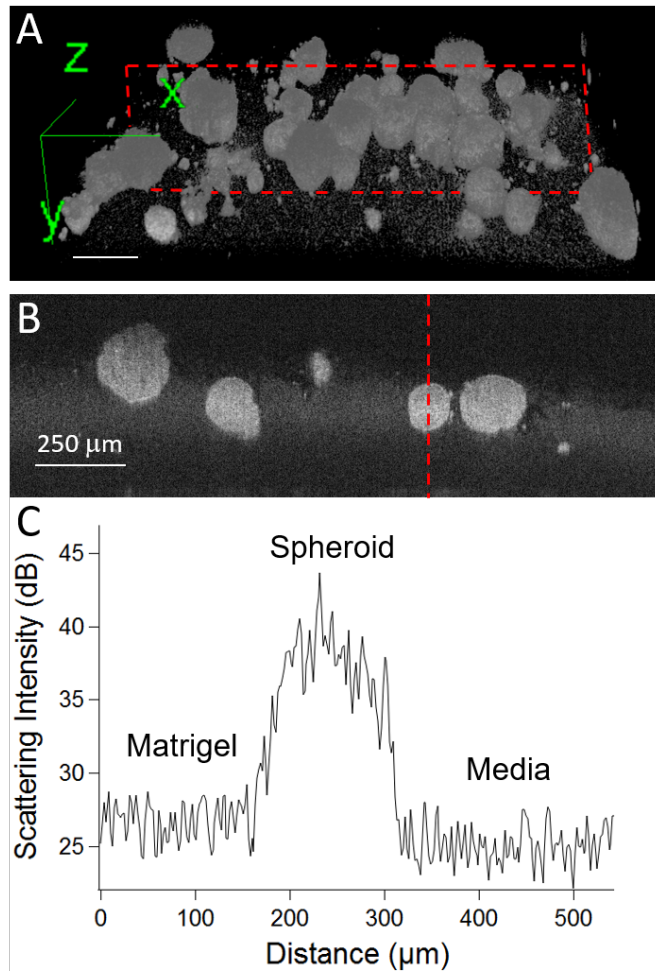 A
Z
X
y
B
250 μm
C
Spheroid
Matrigel
Media
Scattering Intensity (dB)
45
40
35
30
25
0
100
200
300
400
500
Distance (μm)